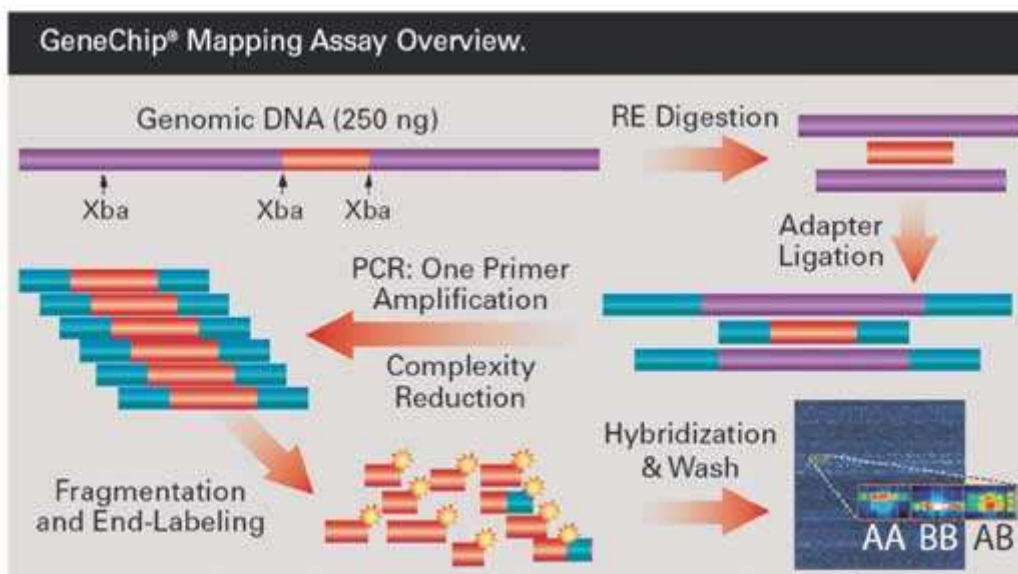 GeneChip® Mapping Assay Overview.
Genomic DNA (250 ng)
RE Digestion
Xba Xba Xba
Adapter
Ligation
PCR: One Primer
Amplification
Complexity
Reduction
Fragmentation
and End-Labeling
Hybridization
& Wash
AA BB AB